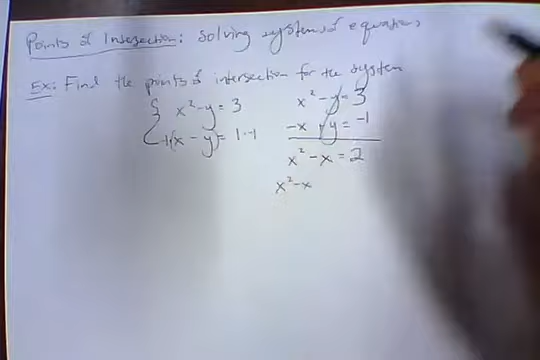 Points of Intersection: Solving system of equations
Ex: Find the points of intersection for the system
{ x² - y = 3
-1(x - y) = 1·-1
x² - y = 3
-x + y = -1
x² - x = 2
x² - x